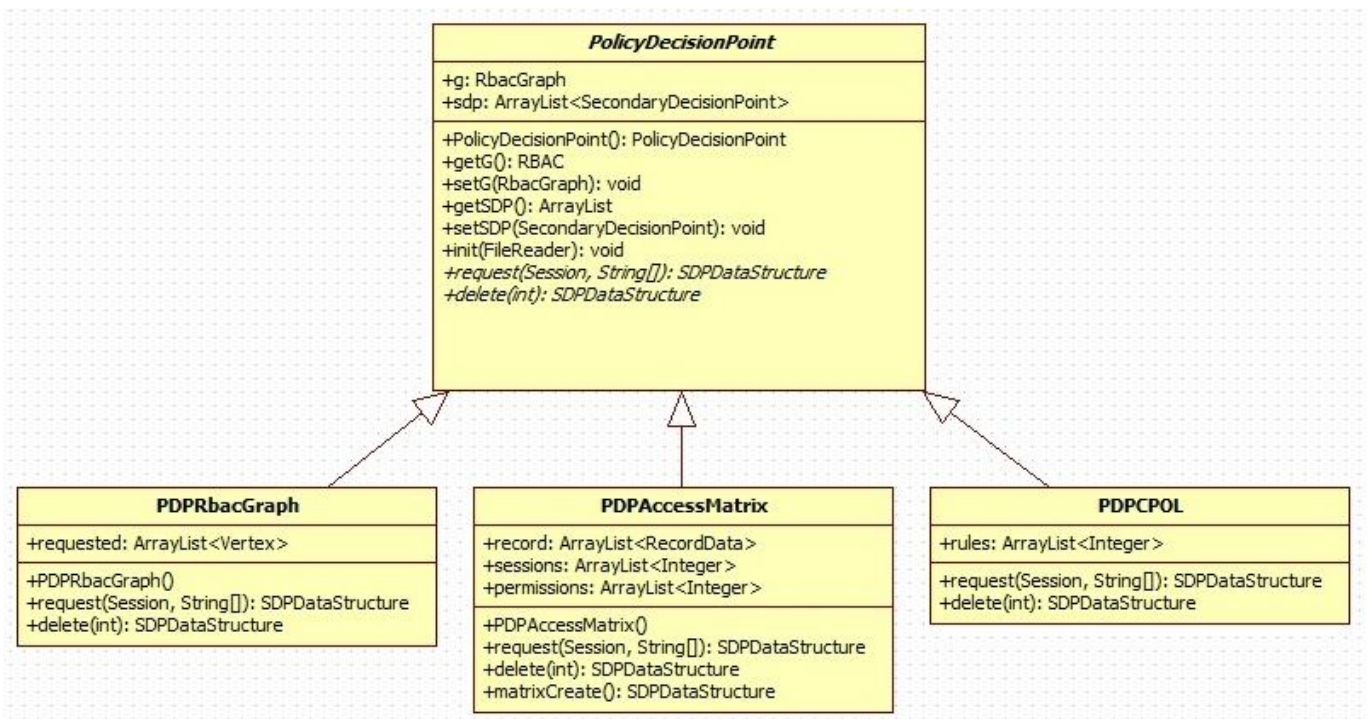 PolicyDecisionPoint
+g: RbacGraph
+sdp: ArrayList<SecondaryDecisionPoint>
+PolicyDecisionPoint(): PolicyDecisionPoint
+getG(): RBAC
+setG(RbacGraph): void
+getSDP(): ArrayList
+setSDP(SecondaryDecisionPoint): void
+init(FileReader): void
+request(Session, String[]): SDPDataStructure
+delete(int): SDPDataStructure
PDPRbacGraph
+requested: ArrayList<Vertex>
+PDPRbacGraph()
+request(Session, String[]): SDPDataStructure
+delete(int): SDPDataStructure
PDPAccessMatrix
+record: ArrayList<RecordData>
+sessions: ArrayList<Integer>
+permissions: ArrayList<Integer>
+PDPAccessMatrix()
+request(Session, String[]): SDPDataStructure
+delete(int): SDPDataStructure
+matrixCreate(): SDPDataStructure
PDPCPOL
+rules: ArrayList<Integer>
+request(Session, String[]): SDPDataStructure
+delete(int): SDPDataStructure